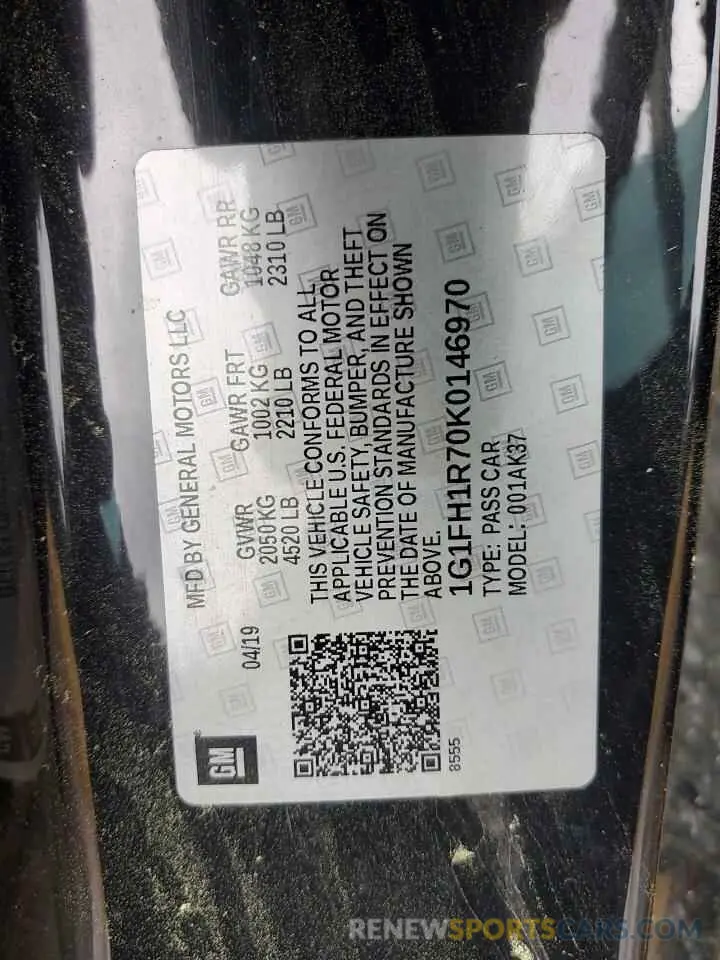 MFD BY GENERAL MOTORS LLC
04/19 GVWR GAWR FRT GAWR RR
2050 KG 1002 KG 1048 KG
4520 LB 2210 LB 2310 LB
THIS VEHICLE CONFORMS TO ALL
APPLICABLE U.S. FEDERAL MOTOR
VEHICLE SAFETY, BUMPER, AND THEFT
PREVENTION STANDARDS IN EFFECT ON
THE DATE OF MANUFACTURE SHOWN
ABOVE.
1G1FH1R70K0146970
TYPE: PASS CAR
MODEL: 001AK37
GM
8555
RENEWSPORTSCARS.COM